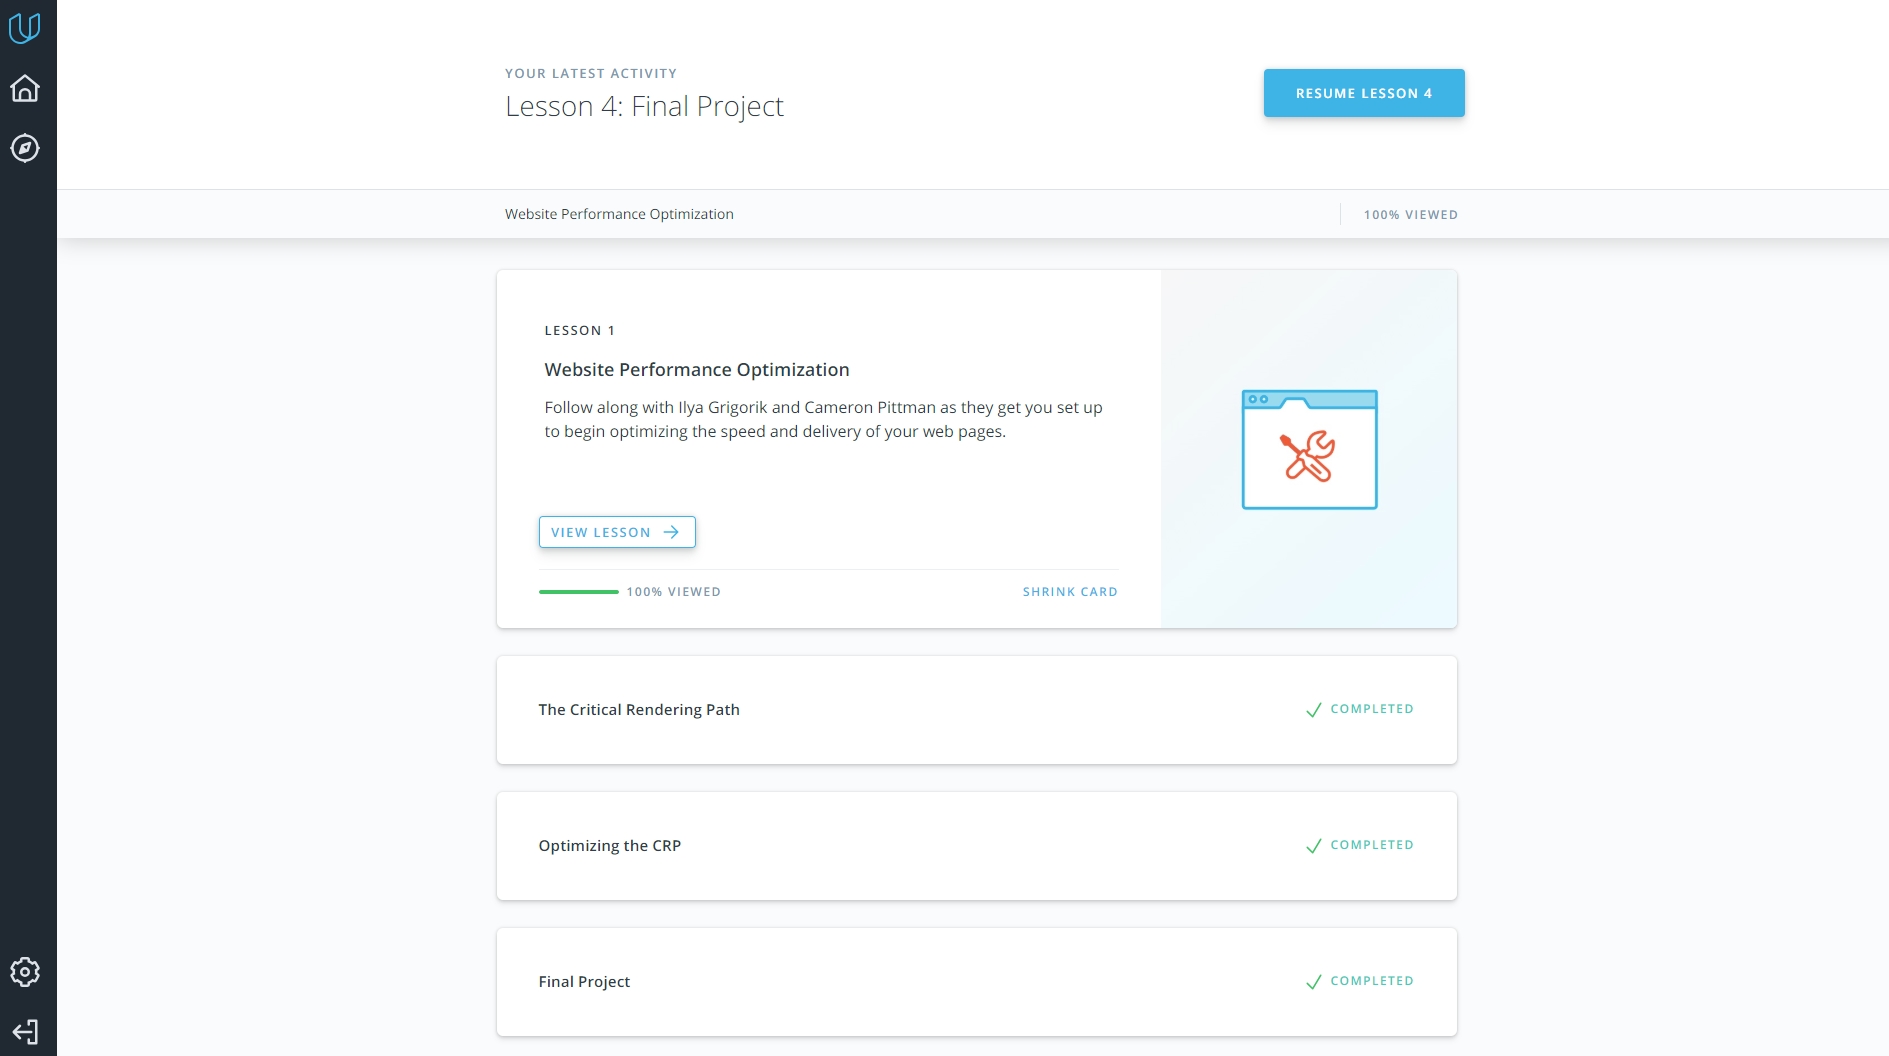 YOUR LATEST ACTIVITY
Lesson 4: Final Project
RESUME LESSON 4
Website Performance Optimization
100% VIEWED
LESSON 1
Website Performance Optimization
Follow along with Ilya Grigorik and Cameron Pittman as they get you set up
to begin optimizing the speed and delivery of your web pages.
VIEW LESSON
100% VIEWED
SHRINK CARD
The Critical Rendering Path
COMPLETED
Optimizing the CRP
COMPLETED
Final Project
COMPLETED